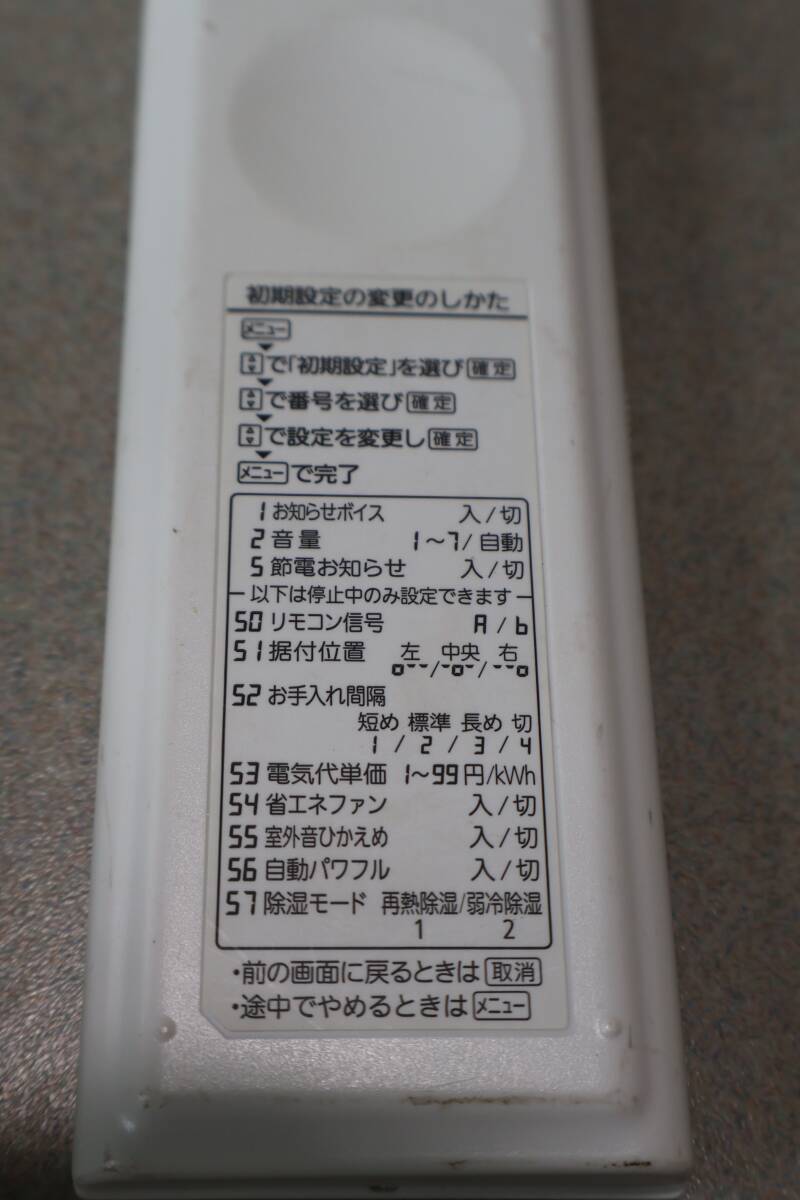 初期設定の変更のしかた
メニュー
で「初期設定」を選び 確定
で番号を選び 確定
で設定を変更し 確定
メニュー で完了
1 お知らせボイス 入/切
2 音量 1～7/自動
5 節電お知らせ 入/切
以下は停止中のみ設定できます
50 リモコン信号 A/b
51 据付位置 左 中央 右
52 お手入れ間隔
短め 標準 長め 切
1 / 2 / 3 / 4
53 電気代単価 1～99円/kWh
54 省エネファン 入/切
55 室外音ひかえめ 入/切
56 自動パワフル 入/切
57 除湿モード 再熱除湿/弱冷除湿
1 2
・前の画面に戻るときは 取消
・途中でやめるときは メニュー